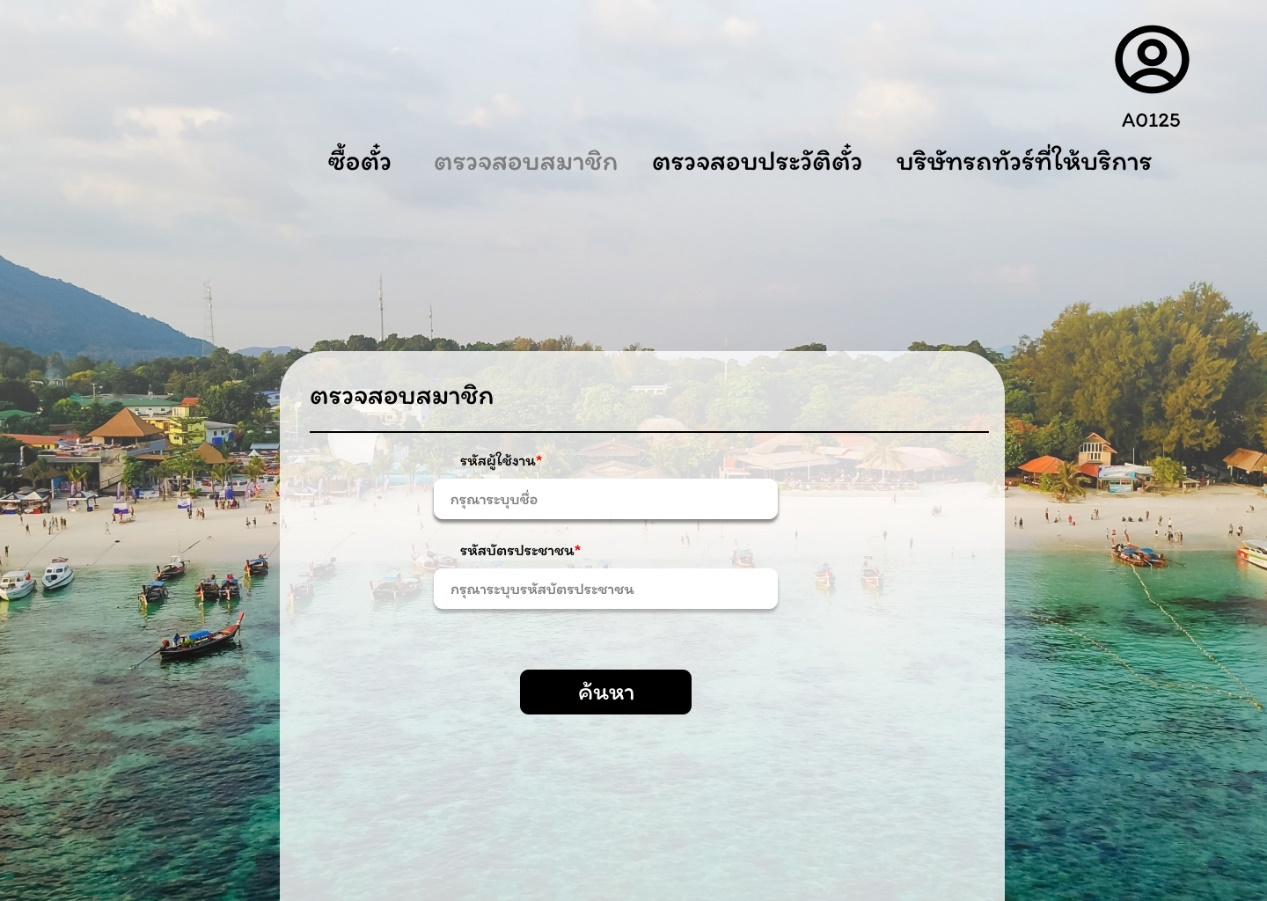 A0125
ซื้อตั๋ว ตรวจสอบสมาชิก ตรวจสอบประวัติตั๋ว บริษัทรถทัวร์ที่ให้บริการ
ตรวจสอบสมาชิก
รหัสผู้ใช้งาน*
กรุณาระบุบชื่อ
รหัสบัตรประชาชน*
กรุณาระบุบรหัสบัตรประชาชน
ค้นหา